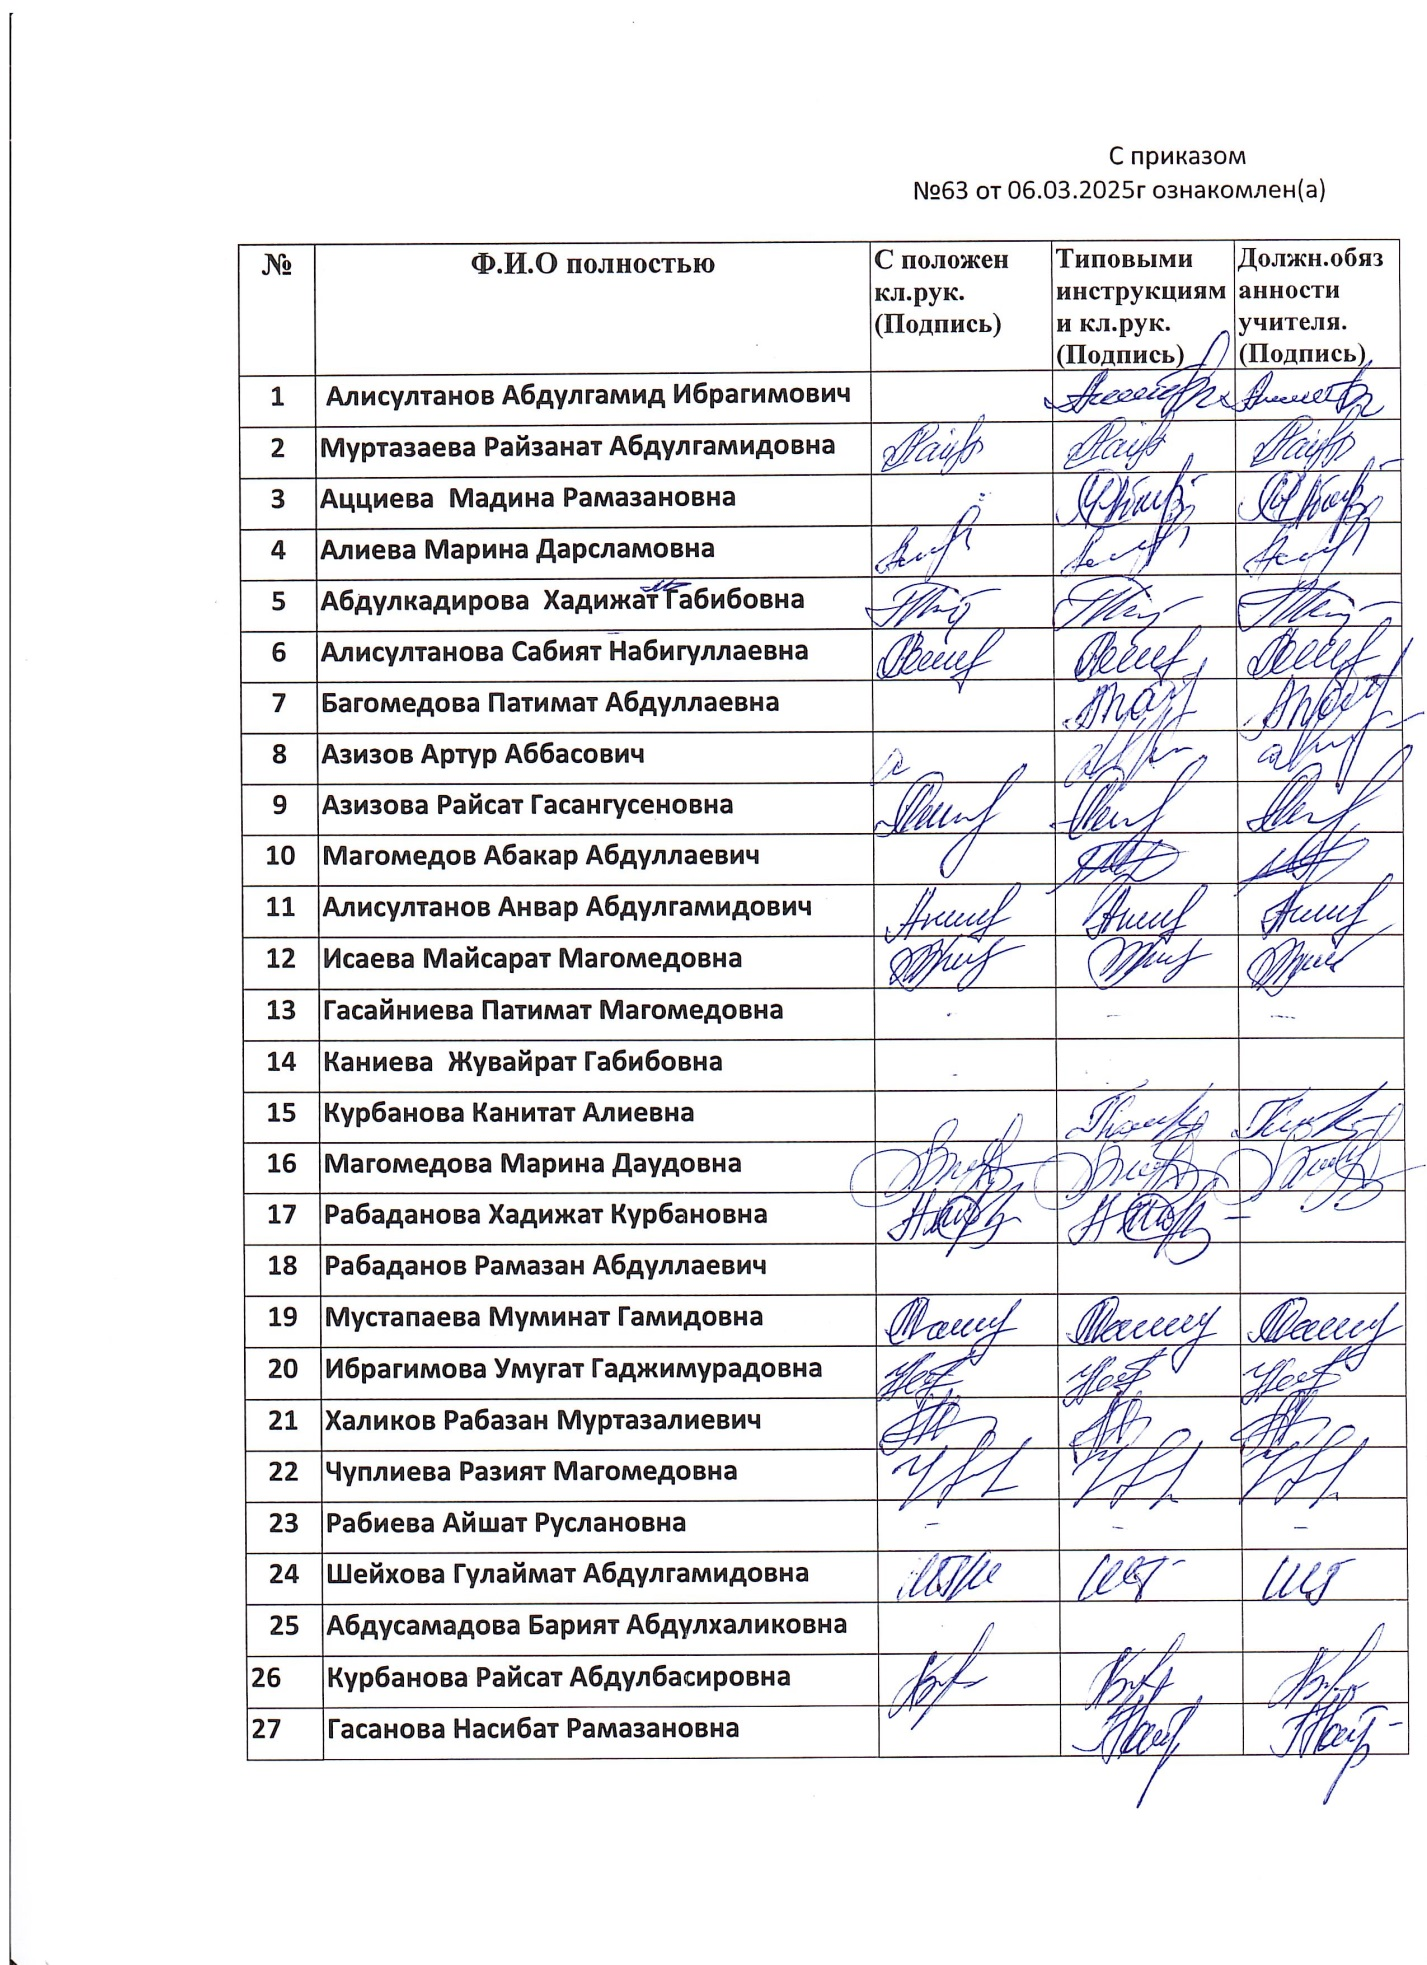 С приказом
№63 от 06.03.2025г ознакомлен(а)
№ Ф.И.О полностью С положен кл.рук. (Подпись) Типовыми инструкциям и кл.рук. (Подпись) Должн.обяз анности учителя. (Подпись)
1 Алисултанов Абдулгамид Ибрагимович
2 Муртазаева Райзанат Абдулгамидовна
3 Ацциева Мадина Рамазановна
4 Алиева Марина Дарсламовна
5 Абдулкадирова Хадижат Габибовна
6 Алисултанова Сабият Набигуллаевна
7 Багомедова Патимат Абдуллаевна
8 Азизов Артур Аббасович
9 Азизова Райсат Гасангусеновна
10 Магомедов Абакар Абдуллаевич
11 Алисултанов Анвар Абдулгамидович
12 Исаева Майсарат Магомедовна
13 Гасайниева Патимат Магомедовна
14 Каниева Жувайрат Габибовна
15 Курбанова Канитат Алиевна
16 Магомедова Марина Даудовна
17 Рабаданова Хадижат Курбановна
18 Рабаданов Рамазан Абдуллаевич
19 Мустапаева Муминат Гамидовна
20 Ибрагимова Умугат Гаджимурадовна
21 Халиков Рабазан Муртазалиевич
22 Чуплиева Разият Магомедовна
23 Рабиева Айшат Руслановна
24 Шейхова Гулаймат Абдулгамидовна
25 Абдусамадова Барият Абдулхаликовна
26 Курбанова Райсат Абдулбасировна
27 Гасанова Насибат Рамазановна